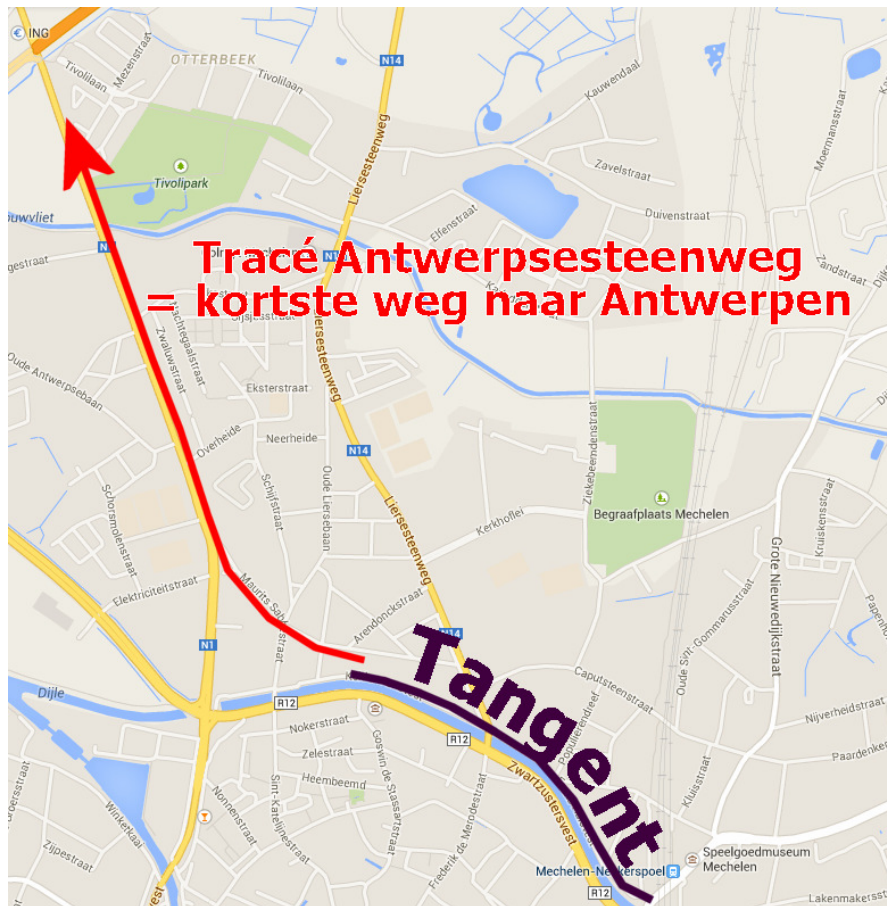 ING
OTTERBEEK
Tivolilaan
Mezenstraat
Tivolilaan
N14
Kauwendaal
Liersesteenweg
Moermansstraat
Zavelstraat
Tivolipark
Duivenstraat
Elfenstraat
N1
Zandstraat
Tracé Antwerpsesteenweg
= kortste weg naar Antwerpen
Zwaluwstraat
Liersesteenweg
Oude Antwerpsebaan
Eksterstraat
Overheide
Neerheide
N14
Ziekebeemdenstraat
Schijfstraat
Oude Liersebaan
Schorsmolenstraat
Liersesteenweg
Begraafplaats Mechelen
Kerkhoflei
Kruiskensstraat
Grote Nieuwedijkstraat
Elektriciteitstraat
Arendonckstraat
N1
N14
Tangent
Oude Sint-Gommarusstraat
Caputsteenstraat
Dijle
R12
Populierendreef
Nijverheidstraat
Nokerstraat
R12
Zelestraat
Goswin de Stassartstraat
Zwartzustersvest
Heembeemd
Kluisstraat
Winkerkaai
Nonnenstraat
Sint-Katelijnestraat
Frederik de Merodestraat
Zijpestraat
Speelgoedmuseum
Mechelen
Mechelen-Nekkerspoel
R12
Lakenmakersstraat